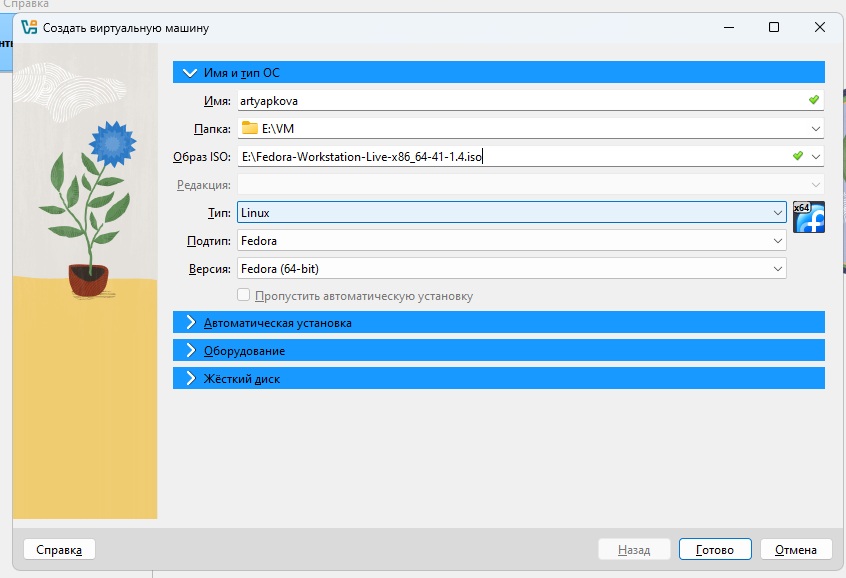 Справка
Создать виртуальную машину
Имя и тип ОС
Имя: artyapkova
Папка: E:\VM
Образ ISO: E:\Fedora-Workstation-Live-x86_64-41-1.4.iso
Редакция:
Тип: Linux
x64
Подтип: Fedora
Версия: Fedora (64-bit)
Пропустить автоматическую установку
Автоматическая установка
Оборудование
Жёсткий диск
Справка
Назад
Готово
Отмена